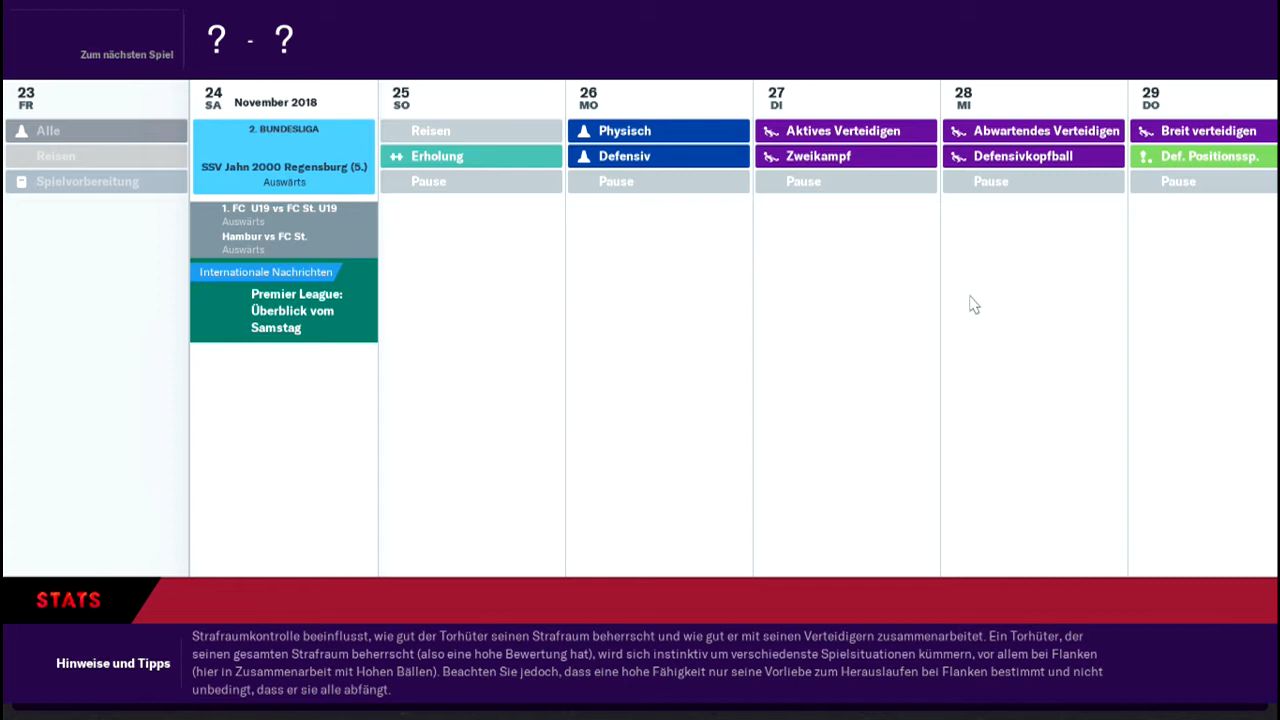 Zum nächsten Spiel
? - ?
23
FR
Alle
Reisen
Spielvorbereitung
24
SA
November 2018
2. BUNDESLIGA
SSV Jahn 2000 Regensburg (5.)
Auswärts
1. FC U19 vs FC St. U19
Auswärts
Hambur vs FC St.
Auswärts
Internationale Nachrichten
Premier League:
Überblick vom
Samstag
25
SO
Reisen
Erholung
Pause
26
MO
Physisch
Defensiv
Pause
27
DI
Aktives Verteidigen
Zweikampf
Pause
28
MI
Abwartendes Verteidigen
Defensivkopfball
Pause
29
DO
Breit verteidigen
Def. Positionssp.
Pause
STATS
Hinweise und Tipps
Strafraumkontrolle beeinflusst, wie gut der Torhüter seinen Strafraum beherrscht und wie gut er mit seinen Verteidigern zusammenarbeitet. Ein Torhüter, der
seinen gesamten Strafraum beherrscht (also eine hohe Bewertung hat), wird sich instinktiv um verschiedenste Spielsituationen kümmern, vor allem bei Flanken
(hier in Zusammenarbeit mit Hohen Bällen). Beachten Sie jedoch, dass eine hohe Fähigkeit nur seine Vorliebe zum Herauslaufen bei Flanken bestimmt und nicht
unbedingt, dass er sie alle abfängt.